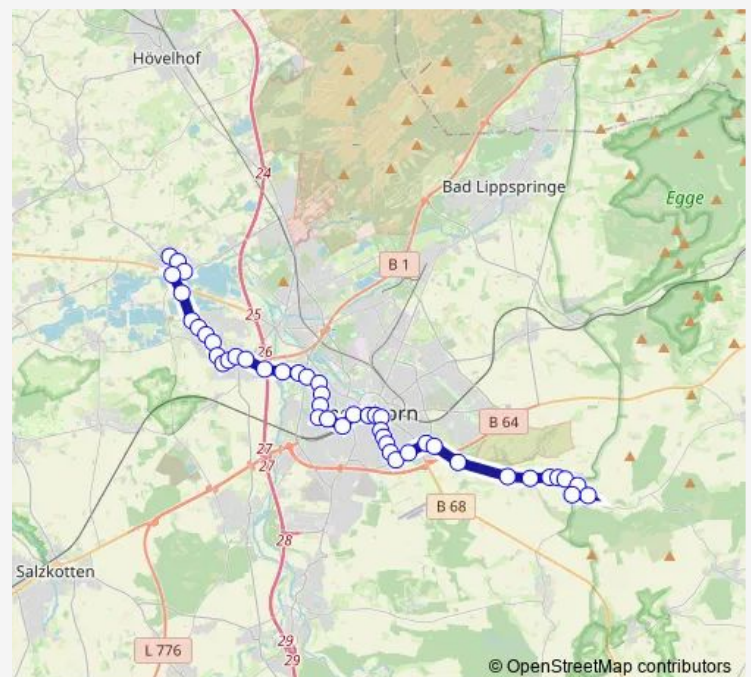 Hövelhof
24
Bad Lippspringe
Egge
B 1
25
26
orn
B 64
27
27
B 68
28
Salzkotten
29
29
L 776
© OpenStreetMap contributors